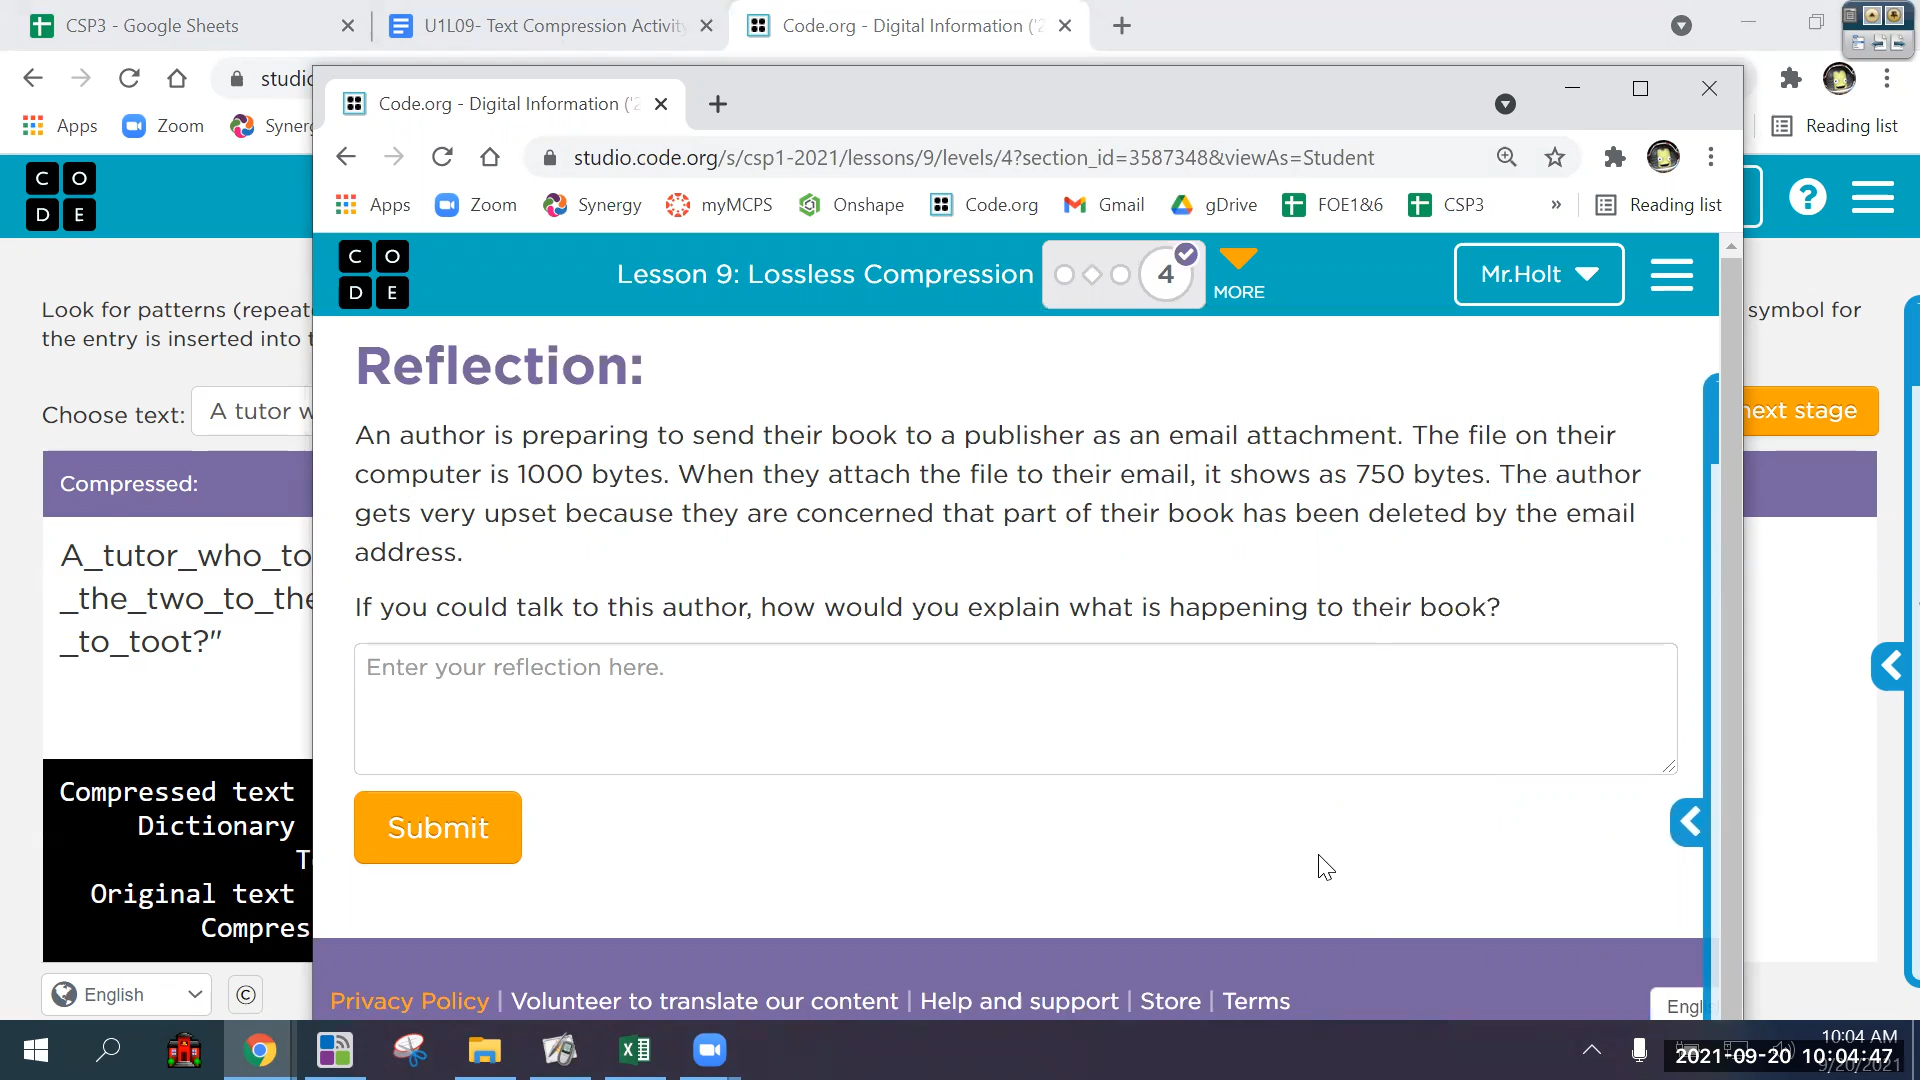 CSP3 - Google Sheets
U1L09- Text Compression Activity
Code.org - Digital Information ('2
studio
Apps
Zoom
Synerg
Reading list
Code.org - Digital Information ('2
studio.code.org/s/csp1-2021/lessons/9/levels/4?section_id=3587348&viewAs=Student
Apps
Zoom
Synergy
myMCPS
Onshape
Code.org
Gmail
gDrive
FOE1&6
CSP3
»
Reading list
C O
D E
C O
D E
Lesson 9: Lossless Compression
4
MORE
Mr.Holt
?
Look for patterns (repeat
symbol for
the entry is inserted into t
Choose text:
A tutor w
next stage
Compressed:
A_tutor_who_to
_the_two_to_the
_to_toot?"
Compressed text
Dictionary
To
Original text
Compres
English
©
Reflection:
An author is preparing to send their book to a publisher as an email attachment. The file on their
computer is 1000 bytes. When they attach the file to their email, it shows as 750 bytes. The author
gets very upset because they are concerned that part of their book has been deleted by the email
address.
If you could talk to this author, how would you explain what is happening to their book?
Enter your reflection here.
Submit
Privacy Policy | Volunteer to translate our content | Help and support | Store | Terms
Engli
10:04 AM
2021-09-20 10:04:47
9/20/2021